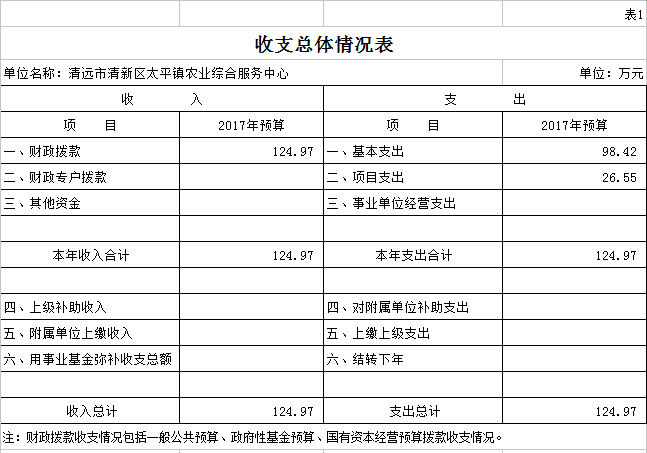 表1
收支总体情况表
单位名称：清远市清新区太平镇农业综合服务中心 单位：万元
收 入 支 出
项 目 2017年预算 项 目 2017年预算
一、财政拨款 124.97 一、基本支出 98.42
二、财政专户拨款 二、项目支出 26.55
三、其他资金 三、事业单位经营支出
本年收入合计 124.97 本年支出合计 124.97
四、上级补助收入 四、对附属单位补助支出
五、附属单位上缴收入 五、上缴上级支出
六、用事业基金弥补收支总额 六、结转下年
收入总计 124.97 支出总计 124.97
注：财政拨款收支情况包括一般公共预算、政府性基金预算、国有资本经营预算拨款收支情况。